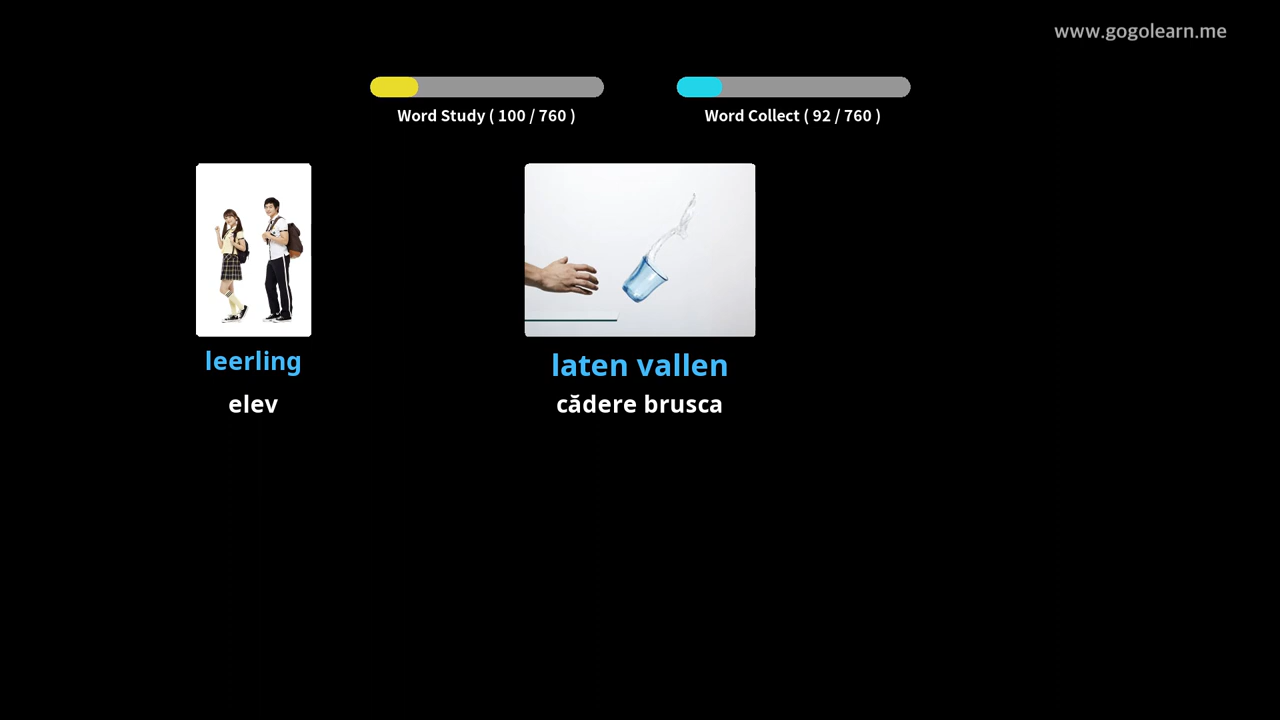 www.gogolearn.me
Word Study ( 100 / 760 )
Word Collect ( 92 / 760 )
leerling
elev
laten vallen
cădere brusca